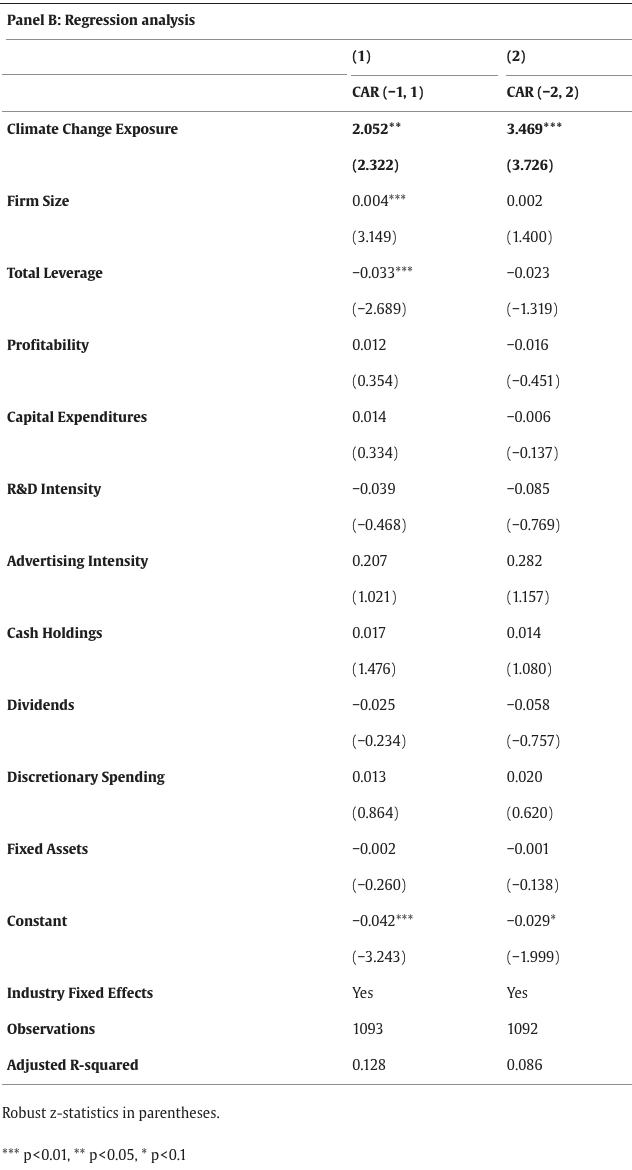 Panel B: Regression analysis
(1) (2)
CAR (−1, 1) CAR (−2, 2)
Climate Change Exposure 2.052** 3.469***
(2.322) (3.726)
Firm Size 0.004*** 0.002
(3.149) (1.400)
Total Leverage −0.033*** −0.023
(−2.689) (−1.319)
Profitability 0.012 −0.016
(0.354) (−0.451)
Capital Expenditures 0.014 −0.006
(0.334) (−0.137)
R&D Intensity −0.039 −0.085
(−0.468) (−0.769)
Advertising Intensity 0.207 0.282
(1.021) (1.157)
Cash Holdings 0.017 0.014
(1.476) (1.080)
Dividends −0.025 −0.058
(−0.234) (−0.757)
Discretionary Spending 0.013 0.020
(0.864) (0.620)
Fixed Assets −0.002 −0.001
(−0.260) (−0.138)
Constant −0.042*** −0.029*
(−3.243) (−1.999)
Industry Fixed Effects Yes Yes
Observations 1093 1092
Adjusted R-squared 0.128 0.086
Robust z-statistics in parentheses.
*** p<0.01, ** p<0.05, * p<0.1